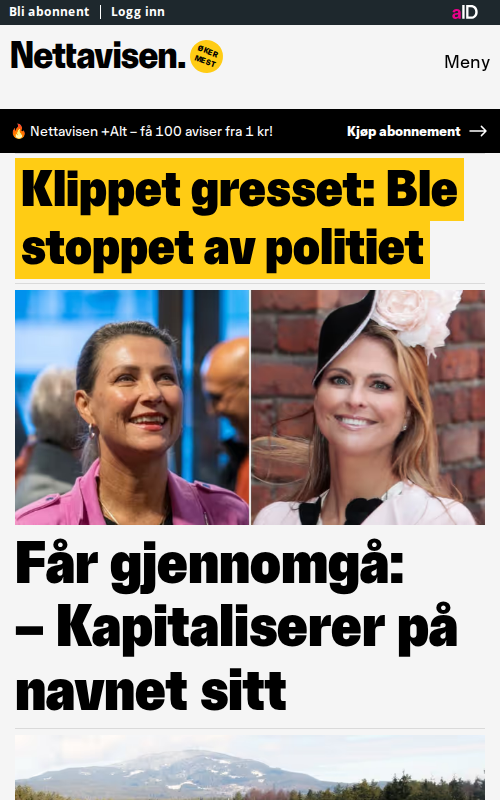 Bli abonnent Logg inn aID
Nettavisen. ØKER MEST
Meny
🔥 Nettavisen +Alt – få 100 aviser fra 1 kr! Kjøp abonnement →
Klippet gresset: Ble
stoppet av politiet
Får gjennomgå:
– Kapitaliserer på
navnet sitt